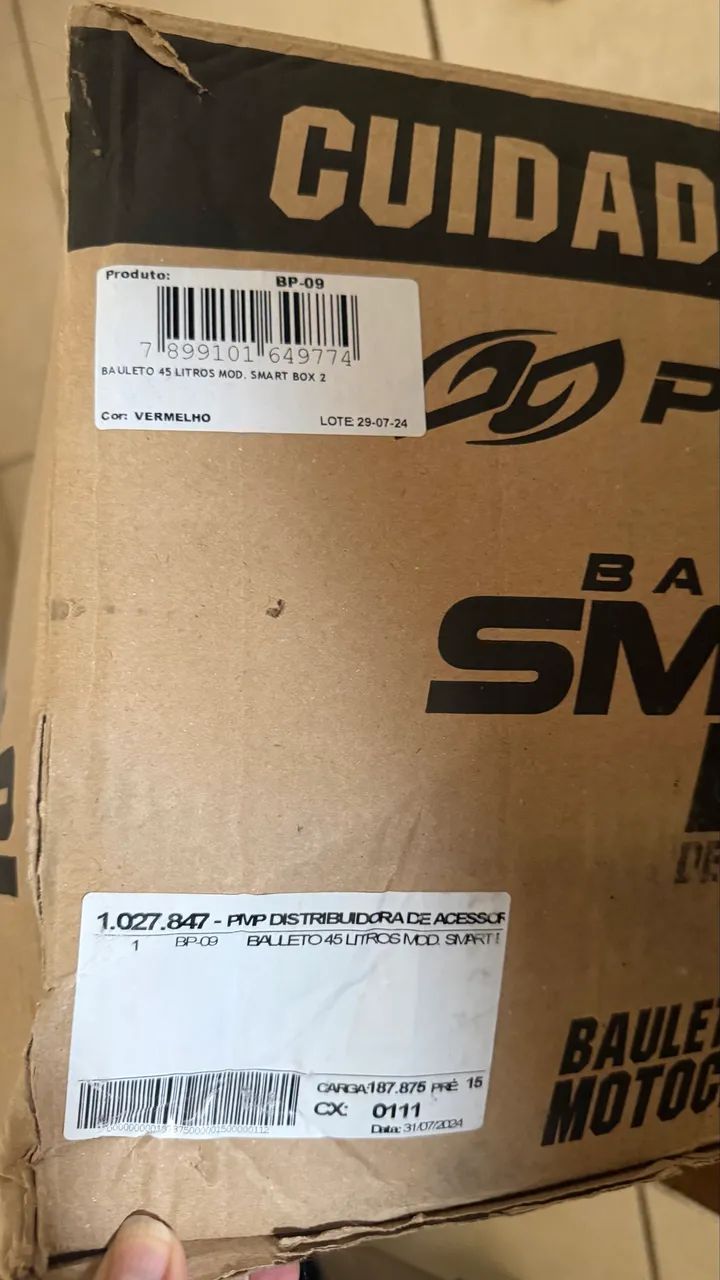 CUIDAD
Produto: BP-09
7 899101 649774
BAULETO 45 LITROS MOD. SMART BOX 2
Cor: VERMELHO LOTE: 29-07-24
P
BA
SM
1.027.847 - PMP DISTRIBUIDORA DE ACESSOR
1 BP-09 BAULETO 45 LITROS MOD. SMART
CARGA:187.875 PRÉ 15
CX: 0111
Data: 31/07/2024
BAULE
MOTOC